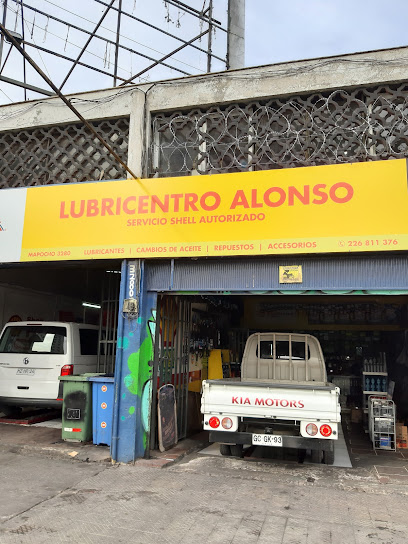 LUBRICENTRO ALONSO
SERVICIO SHELL AUTORIZADO
MAPOCHO 3580 LUBRICANTES | CAMBIOS DE ACEITE | REPUESTOS | ACCESORIOS 226 811 376
KIA MOTORS
GC GK·93